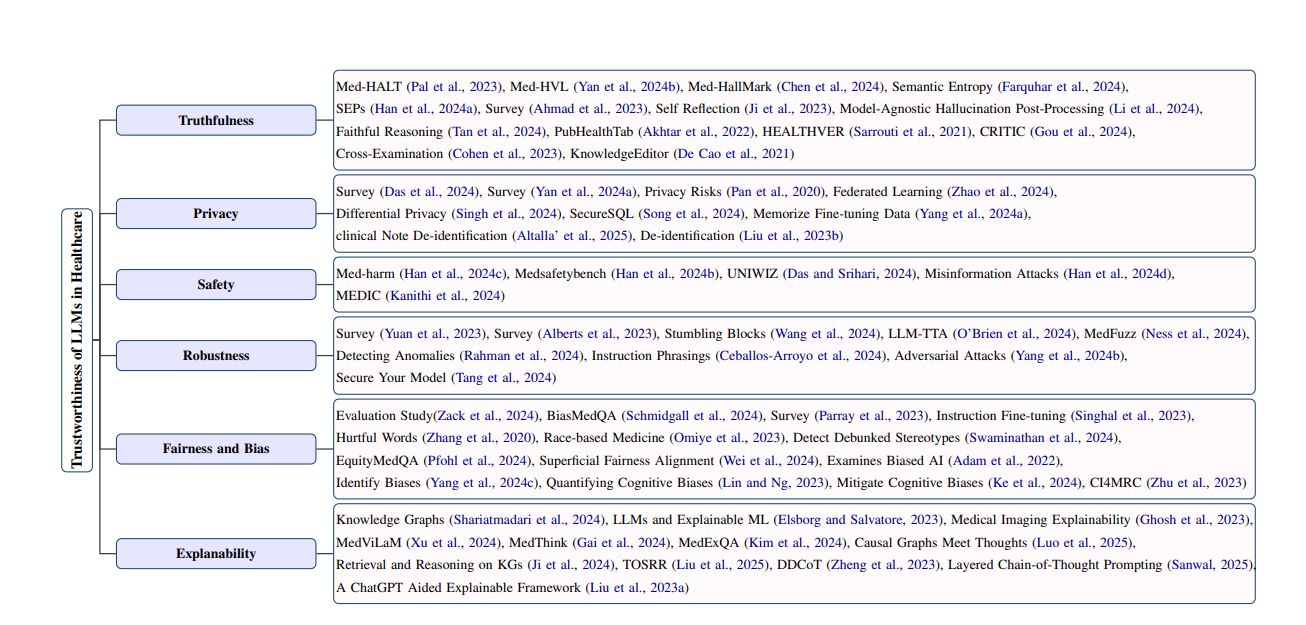 Trustworthiness of LLMs in Healthcare
Truthfulness
Med-HALT (Pal et al., 2023), Med-HVL (Yan et al., 2024b), Med-HallMark (Chen et al., 2024), Semantic Entropy (Farquhar et al., 2024),
SEPs (Han et al., 2024a), Survey (Ahmad et al., 2023), Self Reflection (Ji et al., 2023), Model-Agnostic Hallucination Post-Processing (Li et al., 2024),
Faithful Reasoning (Tan et al., 2024), PubHealthTab (Akhtar et al., 2022), HEALTHVER (Sarrouti et al., 2021), CRITIC (Gou et al., 2024),
Cross-Examination (Cohen et al., 2023), KnowledgeEditor (De Cao et al., 2021)
Privacy
Survey (Das et al., 2024), Survey (Yan et al., 2024a), Privacy Risks (Pan et al., 2020), Federated Learning (Zhao et al., 2024),
Differential Privacy (Singh et al., 2024), SecureSQL (Song et al., 2024), Memorize Fine-tuning Data (Yang et al., 2024a),
clinical Note De-identification (Altalla' et al., 2025), De-identification (Liu et al., 2023b)
Safety
Med-harm (Han et al., 2024c), Medsafetybench (Han et al., 2024b), UNIWIZ (Das and Srihari, 2024), Misinformation Attacks (Han et al., 2024d),
MEDIC (Kanithi et al., 2024)
Robustness
Survey (Yuan et al., 2023), Survey (Alberts et al., 2023), Stumbling Blocks (Wang et al., 2024), LLM-TTA (O'Brien et al., 2024), MedFuzz (Ness et al., 2024),
Detecting Anomalies (Rahman et al., 2024), Instruction Phrasings (Ceballos-Arroyo et al., 2024), Adversarial Attacks (Yang et al., 2024b),
Secure Your Model (Tang et al., 2024)
Fairness and Bias
Evaluation Study(Zack et al., 2024), BiasMedQA (Schmidgall et al., 2024), Survey (Parray et al., 2023), Instruction Fine-tuning (Singhal et al., 2023),
Hurtful Words (Zhang et al., 2020), Race-based Medicine (Omiye et al., 2023), Detect Debunked Stereotypes (Swaminathan et al., 2024),
EquityMedQA (Pfohl et al., 2024), Superficial Fairness Alignment (Wei et al., 2024), Examines Biased AI (Adam et al., 2022),
Identify Biases (Yang et al., 2024c), Quantifying Cognitive Biases (Lin and Ng, 2023), Mitigate Cognitive Biases (Ke et al., 2024), CI4MRC (Zhu et al., 2023)
Explanability
Knowledge Graphs (Shariatmadari et al., 2024), LLMs and Explainable ML (Elsborg and Salvatore, 2023), Medical Imaging Explainability (Ghosh et al., 2023),
MedViLaM (Xu et al., 2024), MedThink (Gai et al., 2024), MedExQA (Kim et al., 2024), Causal Graphs Meet Thoughts (Luo et al., 2025),
Retrieval and Reasoning on KGs (Ji et al., 2024), TOSRR (Liu et al., 2025), DDCoT (Zheng et al., 2023), Layered Chain-of-Thought Prompting (Sanwal, 2025),
A ChatGPT Aided Explainable Framework (Liu et al., 2023a)